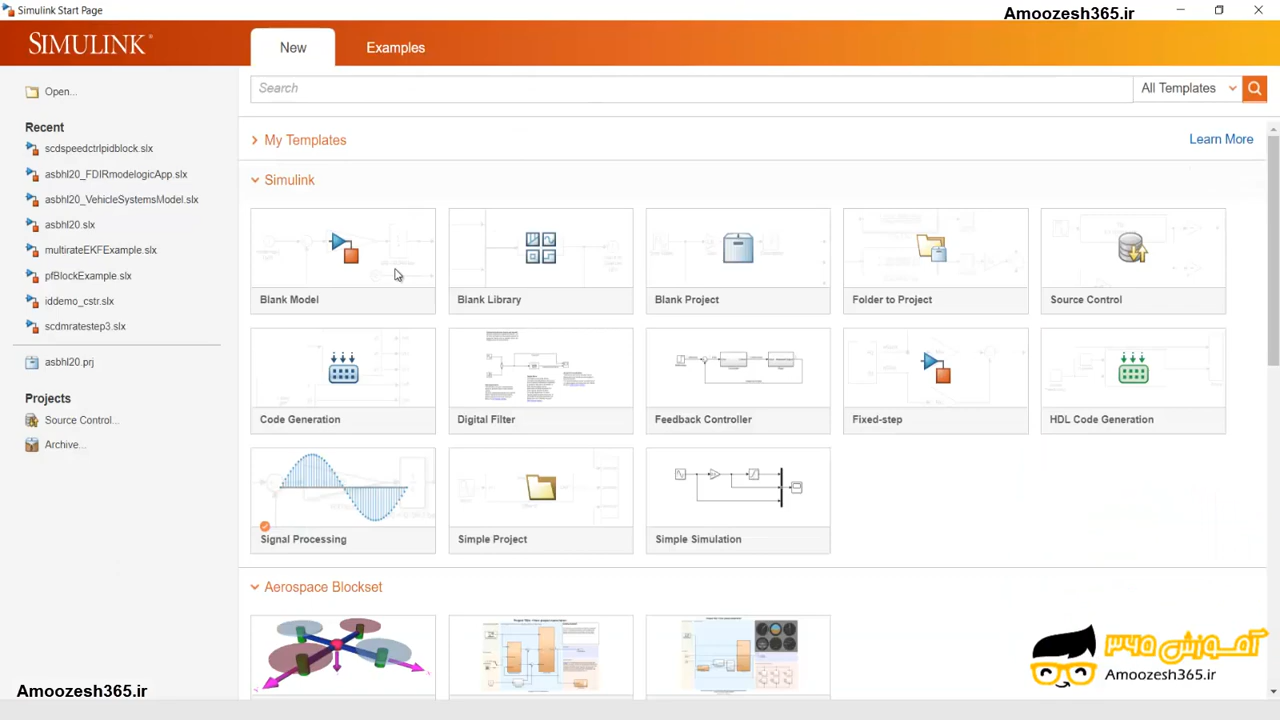 Simulink Start Page
Amoozesh365.ir
SIMULINK®
New
Examples
Open...
Search
All Templates
Recent
scdspeedctrlpidblock.slx
asbhl20_FDIRmodelogicApp.slx
asbhl20_VehicleSystemsModel.slx
asbhl20.slx
multirateEKFExample.slx
pfBlockExample.slx
iddemo_cstr.slx
scdmratestep3.slx
asbhl20.prj
Projects
Source Control...
Archive...
My Templates
Learn More
Simulink
Blank Model
Blank Library
Blank Project
Folder to Project
Source Control
Code Generation
Digital Filter
Feedback Controller
Fixed-step
HDL Code Generation
Signal Processing
Simple Project
Simple Simulation
Aerospace Blockset
آموزش ۳۶۵
Amoozesh365.ir
Amoozesh365.ir